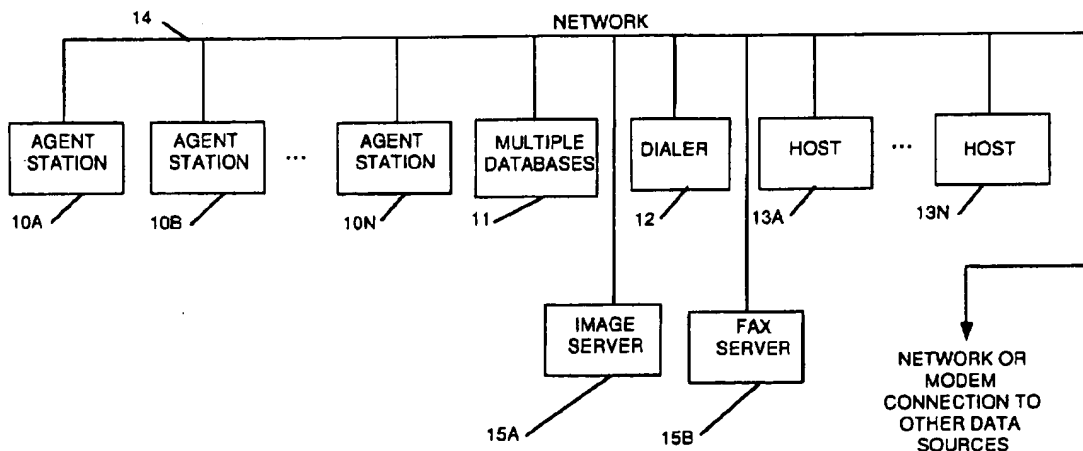 14
NETWORK
AGENT
STATION
AGENT
STATION
...
AGENT
STATION
MULTIPLE
DATABASES
DIALER
HOST
...
HOST
10A
10B
10N
11
12
13A
13N
IMAGE
SERVER
FAX
SERVER
15A
15B
NETWORK OR
MODEM
CONNECTION TO
OTHER DATA
SOURCES